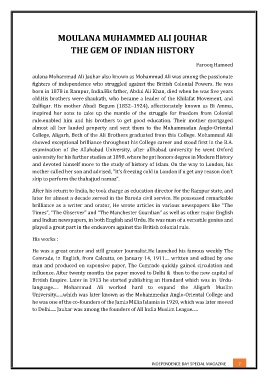 MOULANA MUHAMMED ALI JOUHAR
THE GEM OF INDIAN HISTORY
Farooq Hameed
aulana Mohammad Ali Jauhar also known as Mohammad Ali was among the passionate
fighters of independence who struggled against the British Colonial Powers. He was
born in 1878 in Rampur, India.His father, Abdul Ali Khan, died when he was five years
old.His brothers were shaukath, who became a leader of the Khilafat Movement, and
Zulfiqar. His mother Abadi Begum (1852–1924), affectionately known as Bi Amma,
inspired her sons to take up the mantle of the struggle for freedom from Colonial
rule.enabled him and his brothers to get good education. Their mother mortgaged
almost all her landed property and sent them to the Muhammadan Anglo-Oriental
College, Aligarh. Both of the Ali Brothers graduated from this College. Mohammad Ali
showed exceptional brilliance throughout his College career and stood first in the B.A.
examination of the Allahabad University. after allhabad university he went Oxford
university for his further studies at 1898. where he got honors degree in Modern History
and devoted himself more to the study of history of Islam. On the way to London, his
mother called her son and advised, "It's freezing cold in London if u get any reason don't
skip to perform the thahajjud namaz".
After his return to India, he took charge as education director for the Rampur state, and
later for almost a decade served in the Baroda civil service. He possessed remarkable
brilliance as a writer and orator, He wrote articles in various newspapers like "The
Times", "The Observer" and "The Manchester Guardian" as well as other major English
and Indian newspapers, in both English and Urdu. He was man of a versatile genius and
played a great part in the endeavors against the British colonial rule.
His works :
He was a great orator and still greater journalist.He launched his famous weekly The
Comrade, in English, from Calcutta, on January 14, 1911.... written and edited by one
man and produced on expensive paper, The Comrade quickly gained circulation and
influence. After twenty months the paper moved to Delhi & then to the new capital of
British Empire. Later in 1913 he started publishing an Hamdard which was in Urdu-
language..... Mohammad Ali worked hard to expand the Aligarh Muslim
University......which was later known as the Mohammedan Anglo-Oriental College and
he was one of the co-founders of the Jamia Millia Islamia in 1920, which was later moved
to Delhi..... Jauhar was among the founders of All India Muslim League.....
INDEPENDENCE DAY SPECIAL MAGAZINE